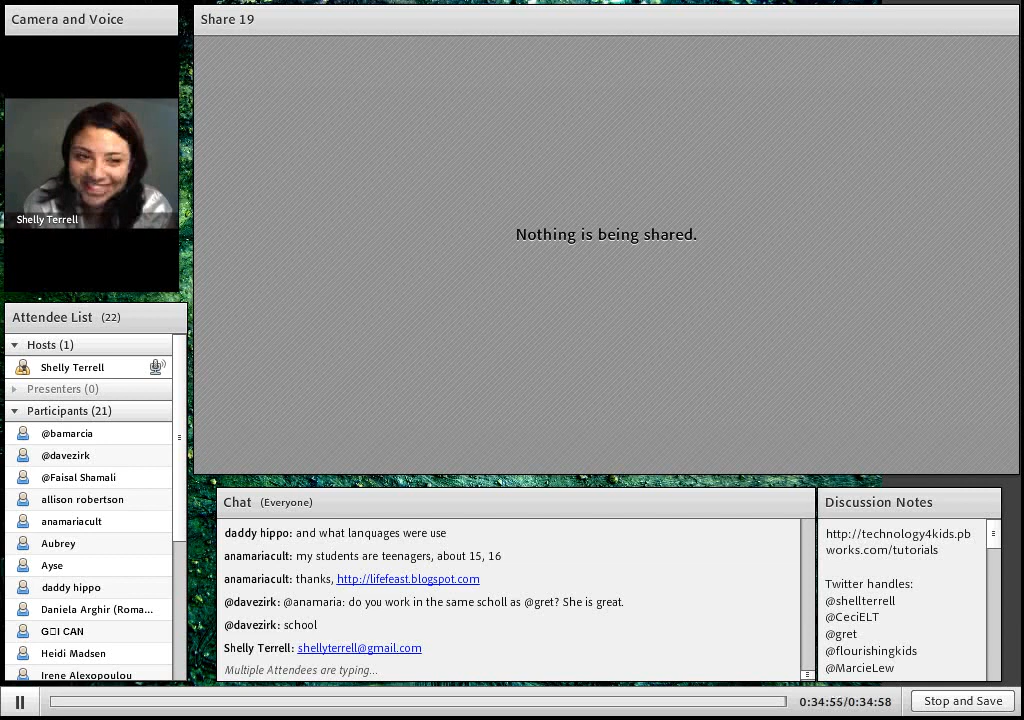 Camera and Voice
Share 19
Shelly Terrell
Nothing is being shared.
Attendee List (22)
Hosts (1)
Shelly Terrell
Presenters (0)
Participants (21)
@bamarcia
@davezirk
@Faisal Shamali
allison robertson
anamariacult
Aubrey
Ayse
daddy hippo
Daniela Arghir (Roma...
G□I CAN
Heidi Madsen
Irene Alexopoulou
Chat (Everyone)
daddy hippo: and what lanquages were use
anamariacult: my students are teenagers, about 15, 16
anamariacult: thanks, http://lifefeast.blogspot.com
@davezirk: @anamaria: do you work in the same scholl as @gret? She is great.
@davezirk: school
Shelly Terrell: shellyterrell@gmail.com
Multiple Attendees are typing...
Discussion Notes
http://technology4kids.pb
works.com/tutorials
Twitter handles:
@shellterrell
@CeciELT
@gret
@flourishingkids
@MarcieLew
0:34:55/0:34:58
Stop and Save